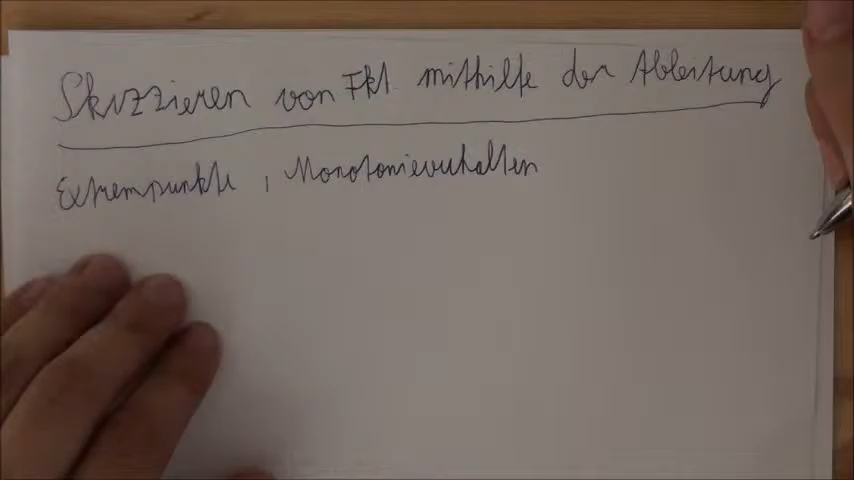 Skizzieren von Fkt. mithilfe der Ableitung
Extrempunkte, Monotonieverhalten